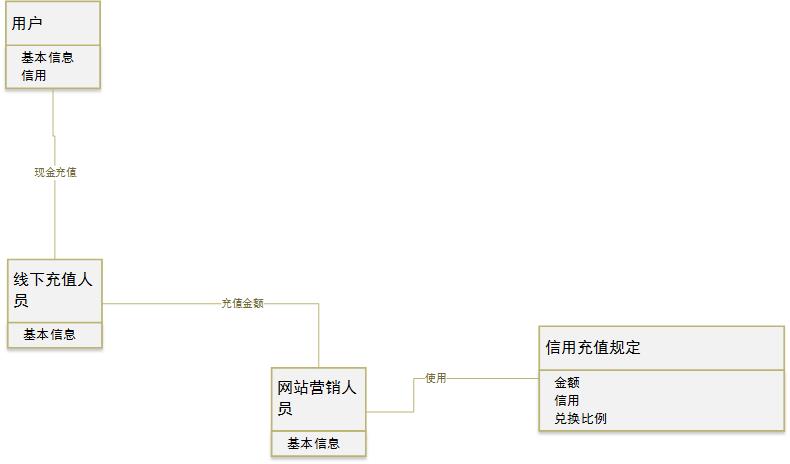 用户
基本信息
信用
现金充值
线下充值人
员
基本信息
充值金额
网站营销人
员
基本信息
使用
信用充值规定
金额
信用
兑换比例